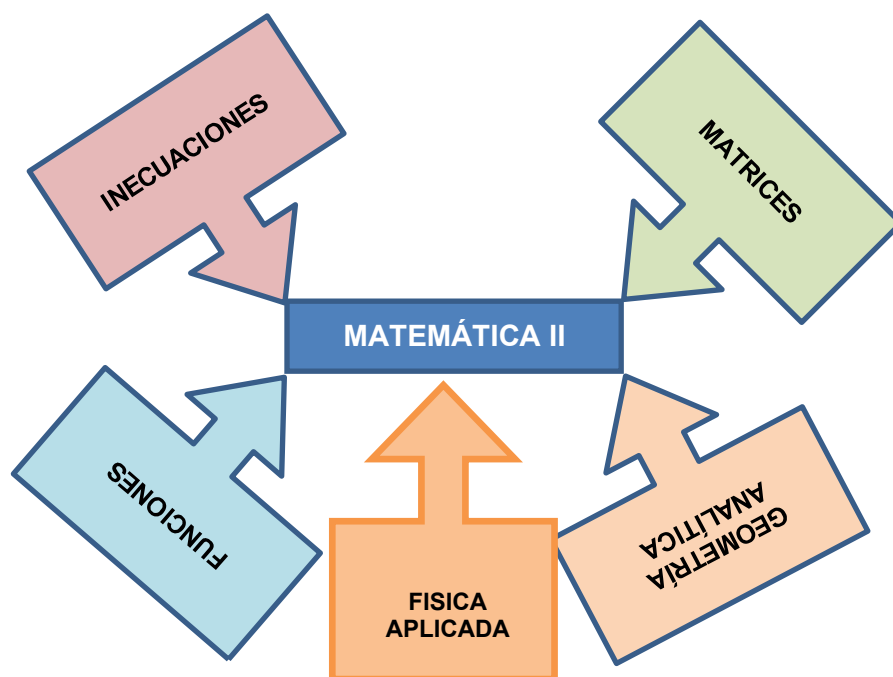 INECUACIONES
MATRICES
MATEMÁTICA II
FUNCIONES
GEOMETRÍA
ANALÍTICA
FISICA
APLICADA